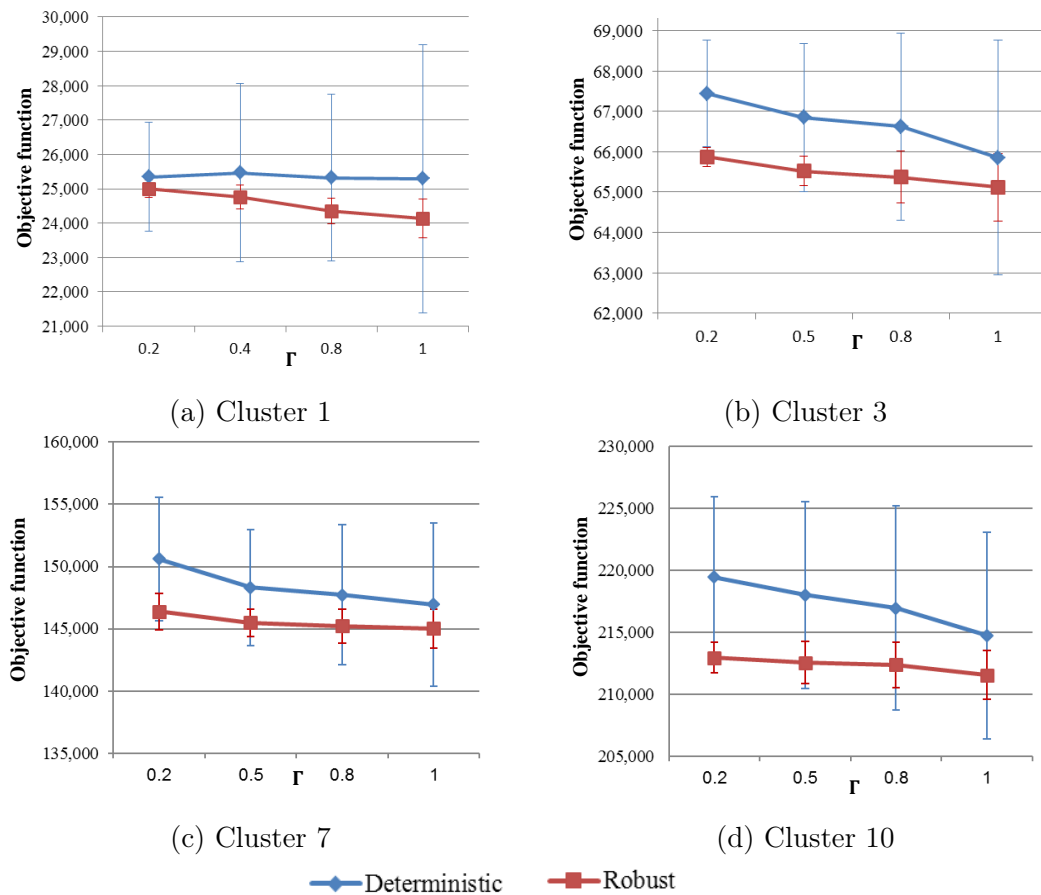 30,000
29,000
28,000
27,000
26,000
25,000
24,000
23,000
22,000
21,000
Objective function
0.2 0.4 0.8 1
Γ
(a) Cluster 1
69,000
68,000
67,000
66,000
65,000
64,000
63,000
62,000
Objective function
0.2 0.5 0.8 1
Γ
(b) Cluster 3
160,000
155,000
150,000
145,000
140,000
135,000
Objective function
0.2 0.5 0.8 1
Γ
(c) Cluster 7
230,000
225,000
220,000
215,000
210,000
205,000
Objective function
0.2 0.5 0.8 1
Γ
(d) Cluster 10
Deterministic Robust